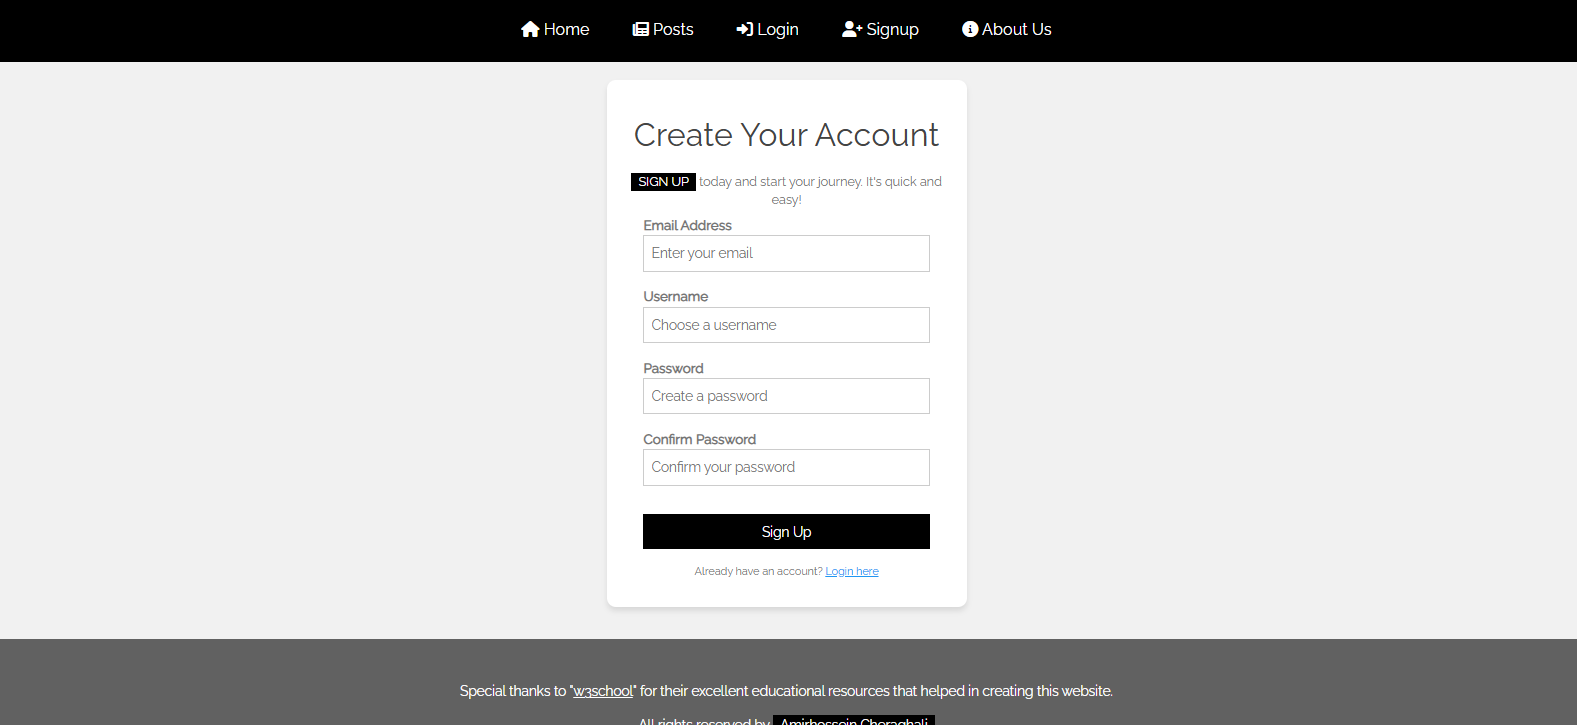 Home Posts Login Signup About Us
Create Your Account
SIGN UP today and start your journey. It's quick and
easy!
Email Address
Enter your email
Username
Choose a username
Password
Create a password
Confirm Password
Confirm your password
Sign Up
Already have an account? Login here
Special thanks to "w3school" for their excellent educational resources that helped in creating this website.
All rights reserved by Amirhossein Cheraghali